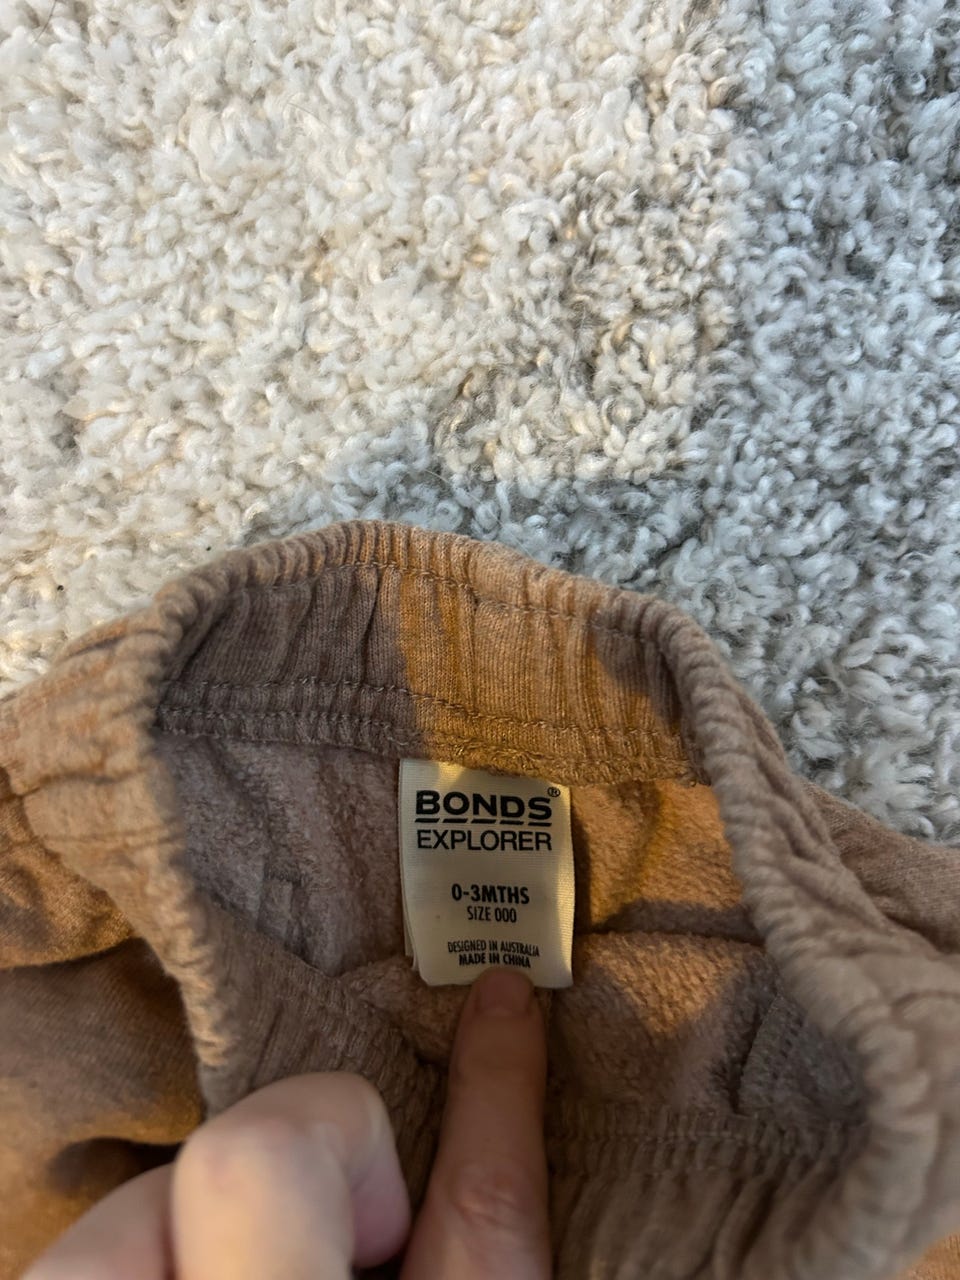 BONDS®
EXPLORER
0-3MTHS
SIZE 000
DESIGNED IN AUSTRALIA
MADE IN CHINA